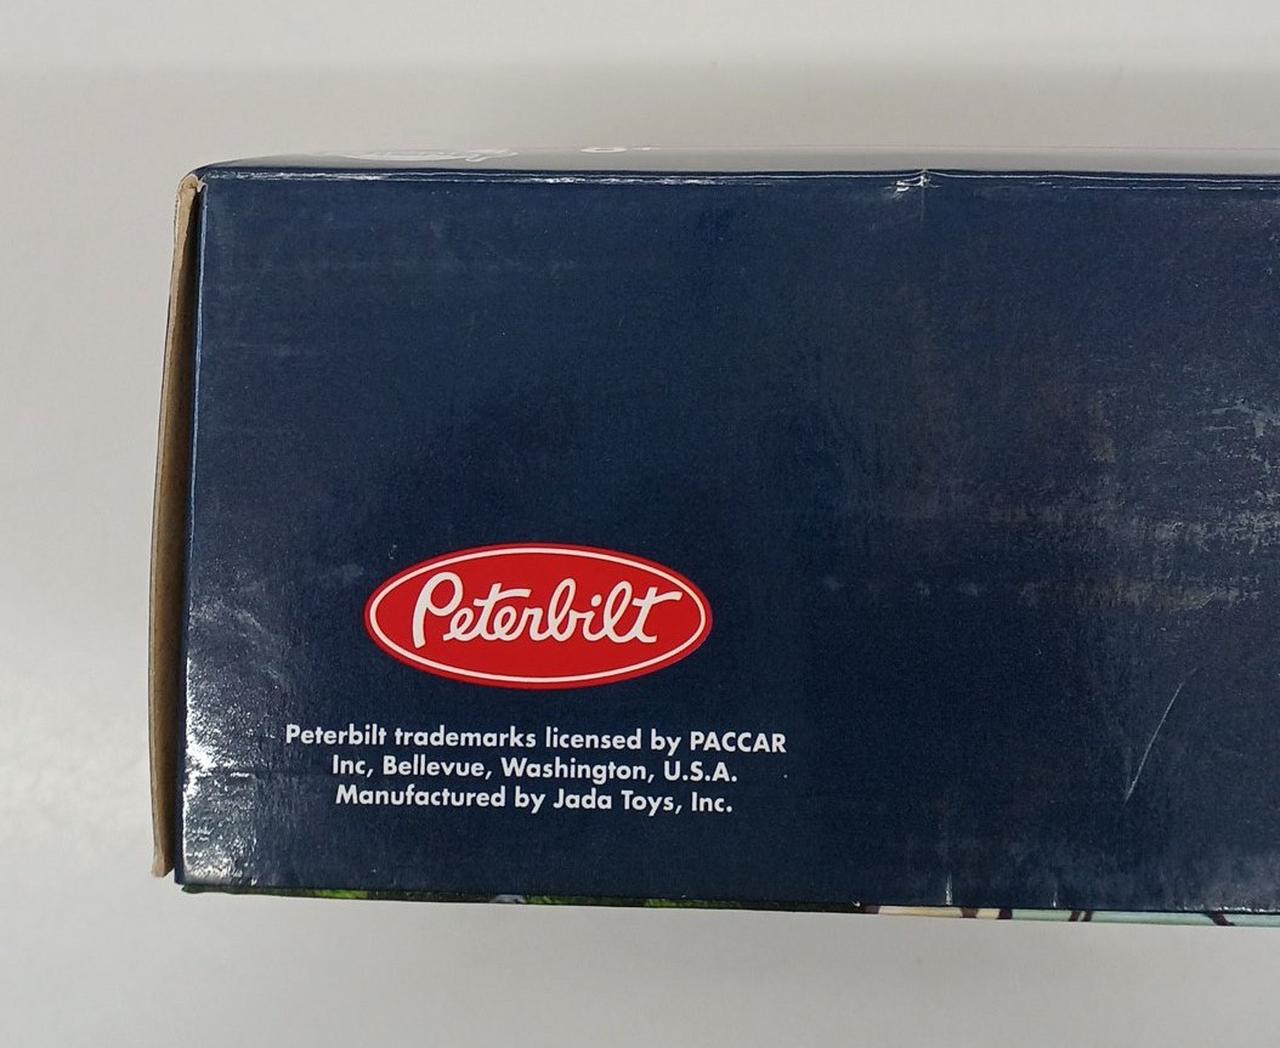 Peterbilt
Peterbilt trademarks licensed by PACCAR
Inc, Bellevue, Washington, U.S.A.
Manufactured by Jada Toys, Inc.